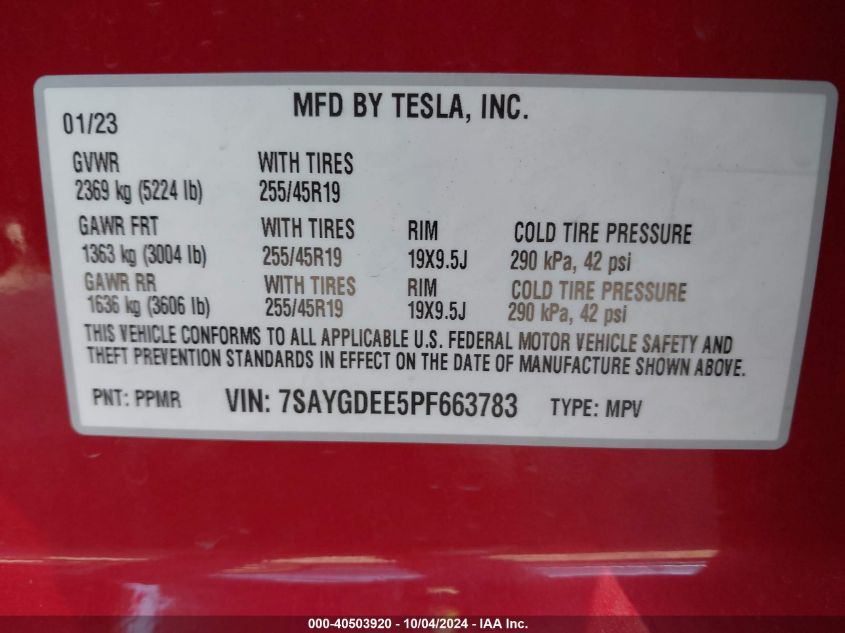 MFD BY TESLA, INC.
01/23
GVWR WITH TIRES
2369 kg (5224 lb) 255/45R19
GAWR FRT WITH TIRES RIM COLD TIRE PRESSURE
1363 kg (3004 lb) 255/45R19 19X9.5J 290 kPa, 42 psi
GAWR RR WITH TIRES RIM COLD TIRE PRESSURE
1636 kg (3606 lb) 255/45R19 19X9.5J 290 kPa, 42 psi
THIS VEHICLE CONFORMS TO ALL APPLICABLE U.S. FEDERAL MOTOR VEHICLE SAFETY AND
THEFT PREVENTION STANDARDS IN EFFECT ON THE DATE OF MANUFACTURE SHOWN ABOVE.
PNT: PPMR VIN: 7SAYGDEE5PF663783 TYPE: MPV
000-40503920 - 10/04/2024 - IAA Inc.